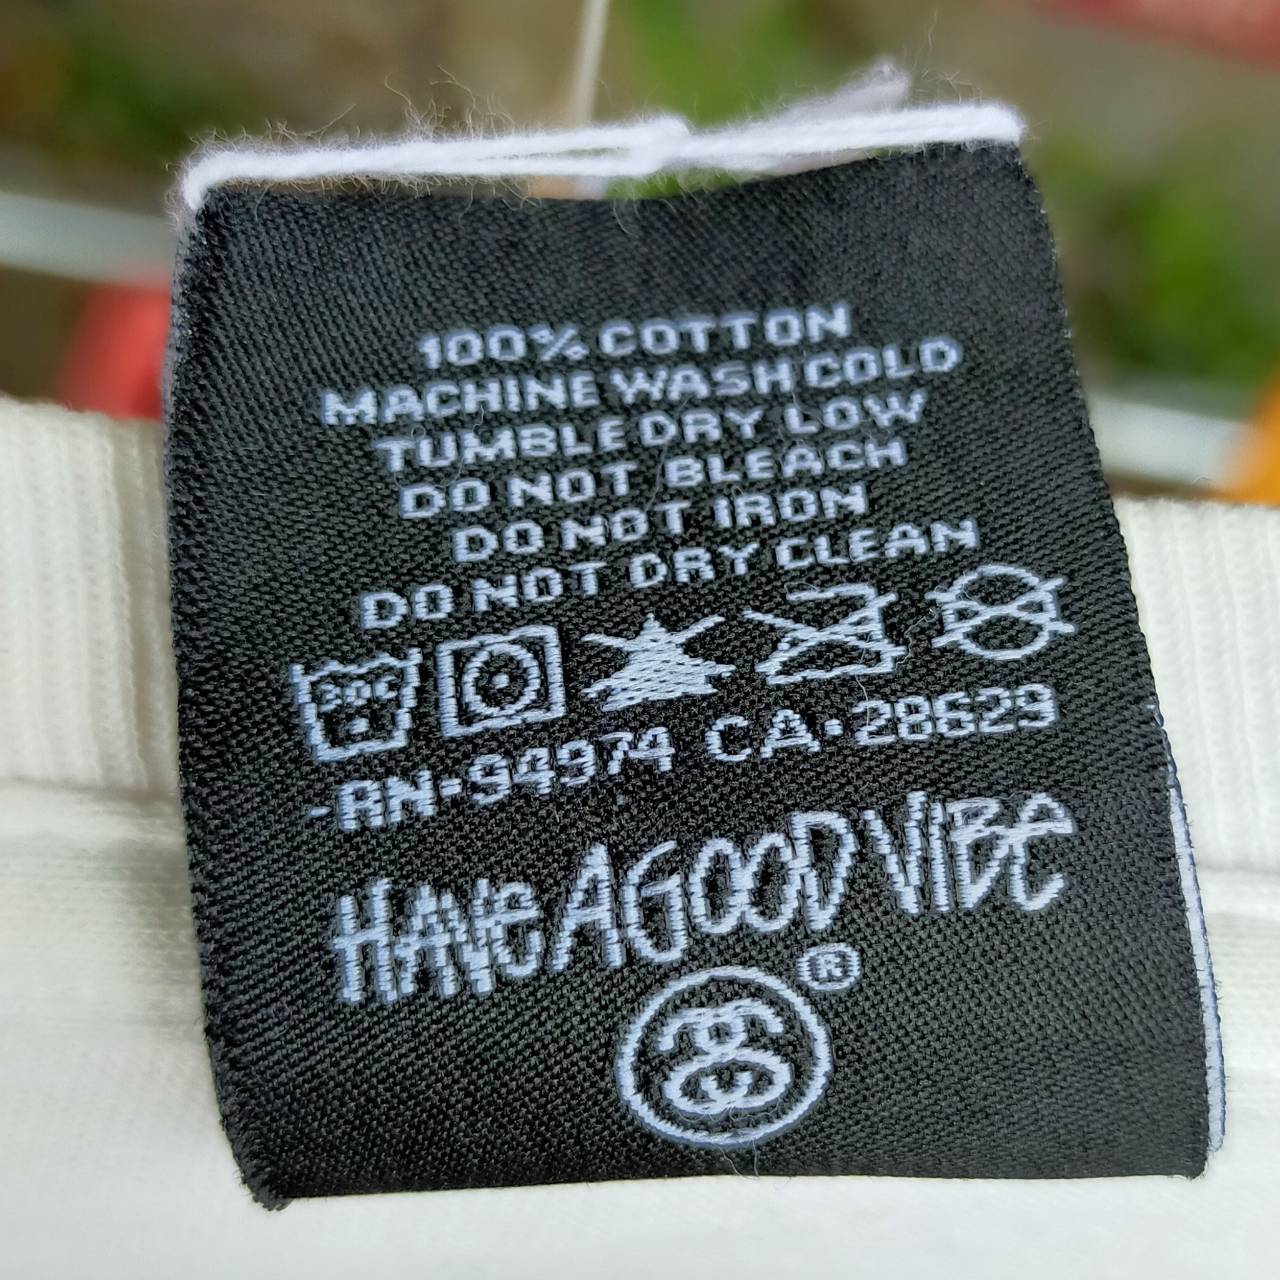 100% COTTON
MACHINE WASH COLD
TUMBLE DRY LOW
DO NOT BLEACH
DO NOT IRON
DO NOT DRY CLEAN
30C
-RN-94974 CA•28629
HAVE A GOOD VIBE
®